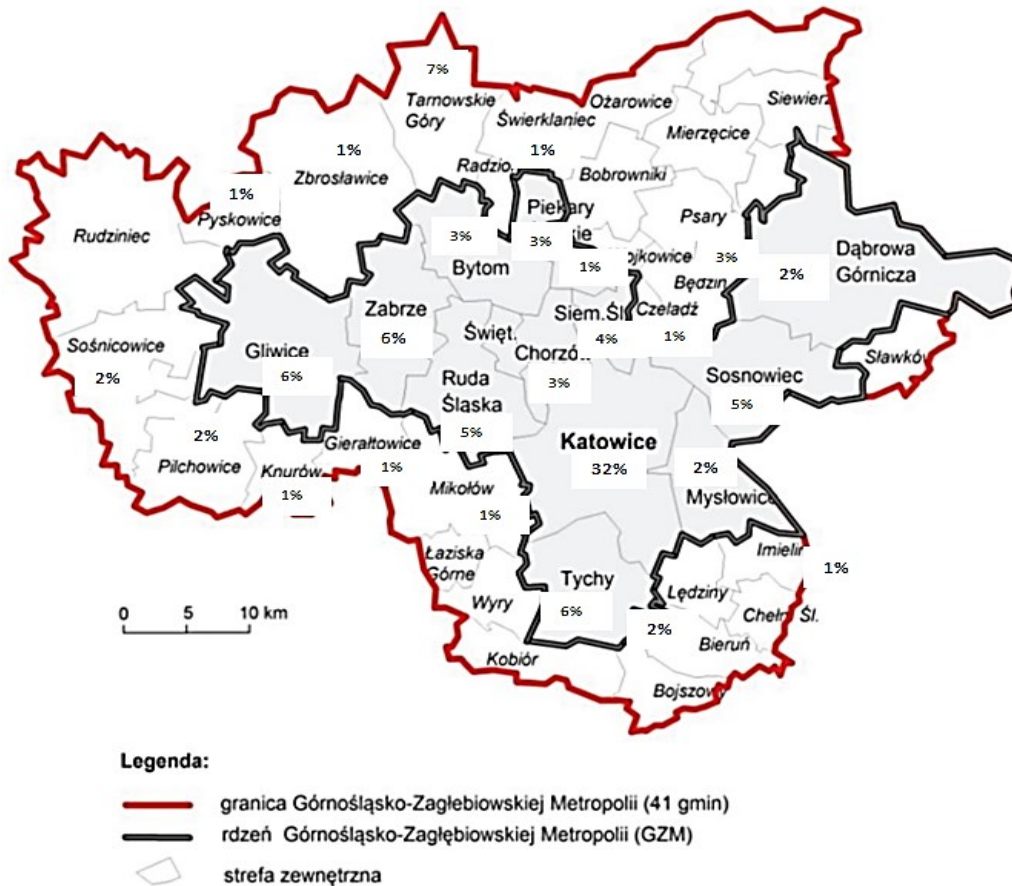 7%
Tarnowskie
Góry
Ożarowice
Świerklaniec
Siewierz
Mierzęcice
1%
Zbrosławice
Radzio.
1%
Bobrowniki
1%
Pyskowice
Rudziniec
Piekary
kie
Psary
3%
Bytom
3%
1%
ojkowice
3%
Będzin
Dąbrowa
Górnicza
2%
Zabrze
6%
Święt.
Siem.Śl
4%
Czeladź
1%
Chorzów
3%
Sławków
Sośnicowice
2%
Gliwice
6%
Ruda
Śląska
5%
Sosnowiec
5%
2%
Pilchowice
Gierałtowice
1%
Knurów
1%
Katowice
32%
2%
Mysłowice
Mikołów
1%
Imielin
1%
Łaziska
Górne
Tychy
6%
Lędziny
Wyry
Chełm Śl.
2%
Bieruń
Kobiór
Bojszowy
0 5 10 km
Legenda:
granica Górnośląsko-Zagłebiowskiej Metropolii (41 gmin)
rdzeń Górnośląsko-Zagłębiowskiej Metropolii (GZM)
strefa zewnętrzna